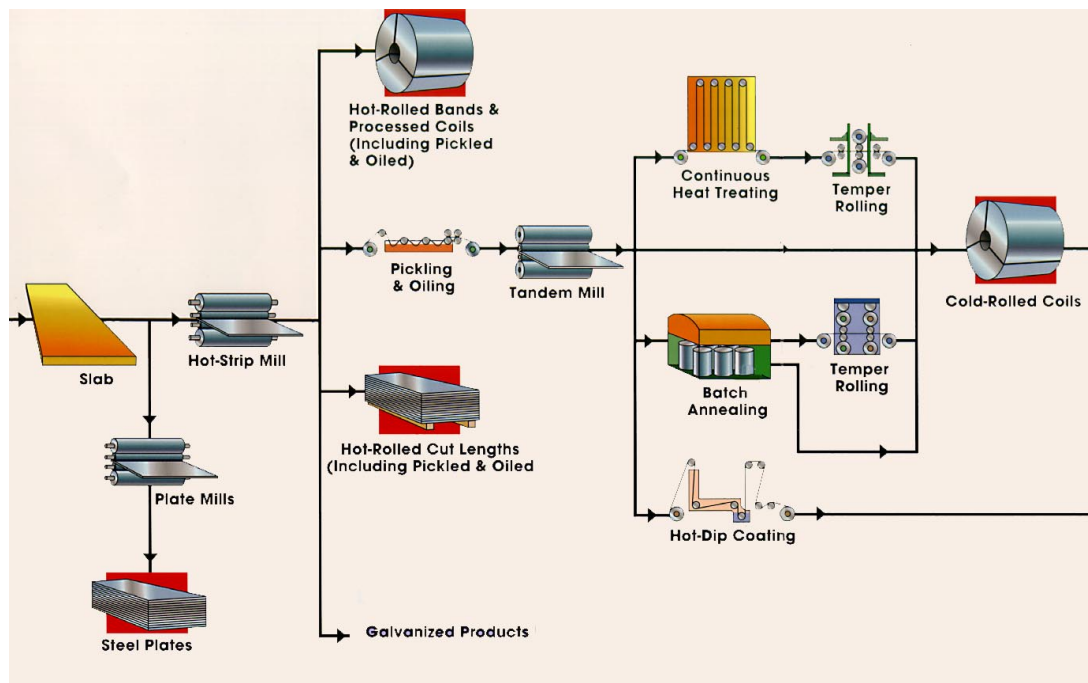 Hot-Rolled Bands &
Processed Coils
(Including Pickled
& Oiled)
Continuous
Heat Treating
Temper
Rolling
Pickling
& Oiling
Tandem Mill
Cold-Rolled Coils
Slab
Hot-Strip Mill
Batch
Annealing
Temper
Rolling
Hot-Rolled Cut Lengths
(Including Pickled & Oiled
Plate Mills
Hot-Dip Coating
Steel Plates
Galvanized Products